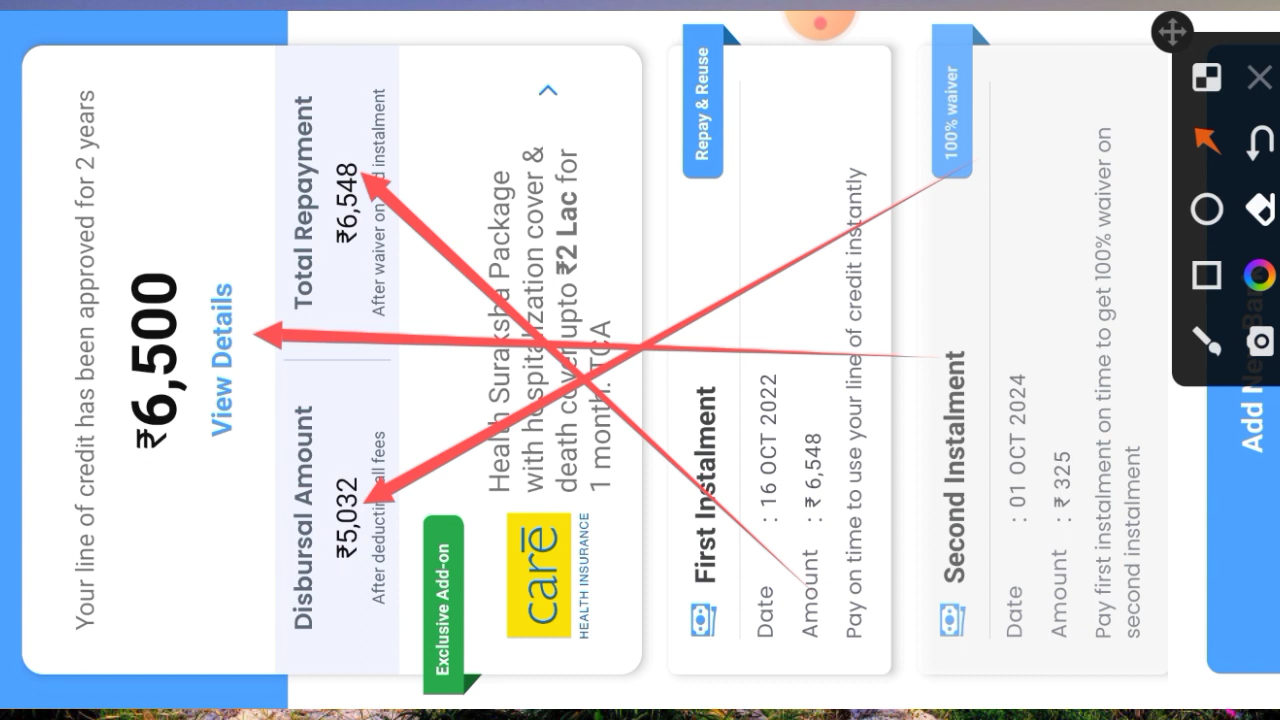 Your line of credit has been approved for 2 years
₹6,500
View Details
Disbursal Amount
₹5,032
After deducting all fees
Total Repayment
₹6,548
After waiver on instalment
Exclusive Add-on
care
HEALTH INSURANCE
Health Suraksha Package
with hospitalization cover &
death cover upto ₹2 Lac for
1 month. TCA
Repay & Reuse
First Instalment
Date : 16 OCT 2022
Amount : ₹ 6,548
Pay on time to use your line of credit instantly
100% waiver
Second Instalment
Date : 01 OCT 2024
Amount : ₹ 325
Pay first instalment on time to get 100% waiver on
second instalment
Add